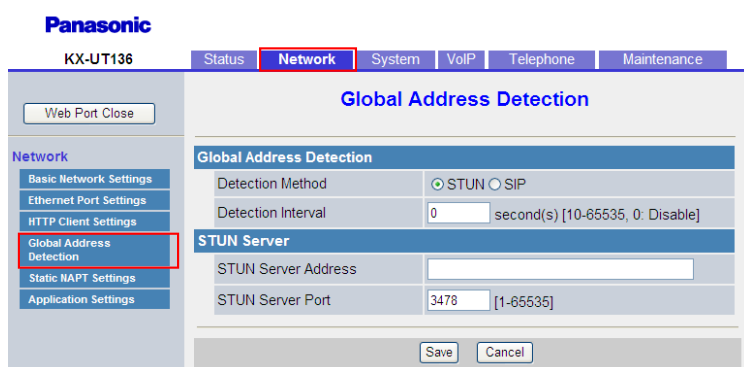 Panasonic
KX-UT136
Status Network System VoIP Telephone Maintenance
Web Port Close
Global Address Detection
Network
Basic Network Settings
Ethernet Port Settings
HTTP Client Settings
Global Address
Detection
Static NAPT Settings
Application Settings
Global Address Detection
Detection Method STUN SIP
Detection Interval 0 second(s) [10-65535, 0: Disable]
STUN Server
STUN Server Address
STUN Server Port 3478 [1-65535]
Save Cancel